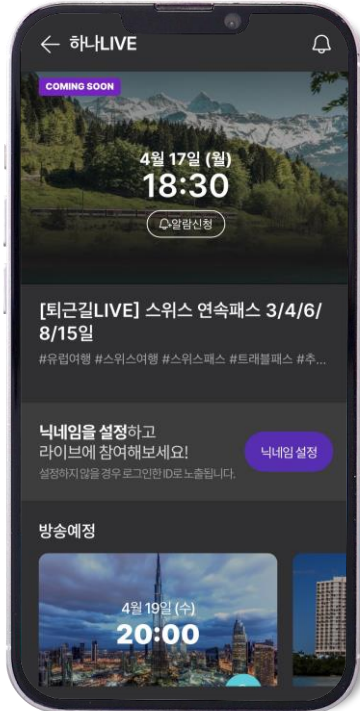 하나LIVE
COMING SOON
4월 17일 (월)
18:30
알람신청
[퇴근길LIVE] 스위스 연속패스 3/4/6/
8/15일
#유럽여행 #스위스여행 #스위스패스 #트래블패스 #추...
닉네임을 설정하고
라이브에 참여해보세요!
닉네임 설정
설정하지 않을 경우 로그인한 ID로 노출됩니다.
방송예정
4월 19일 (수)
20:00